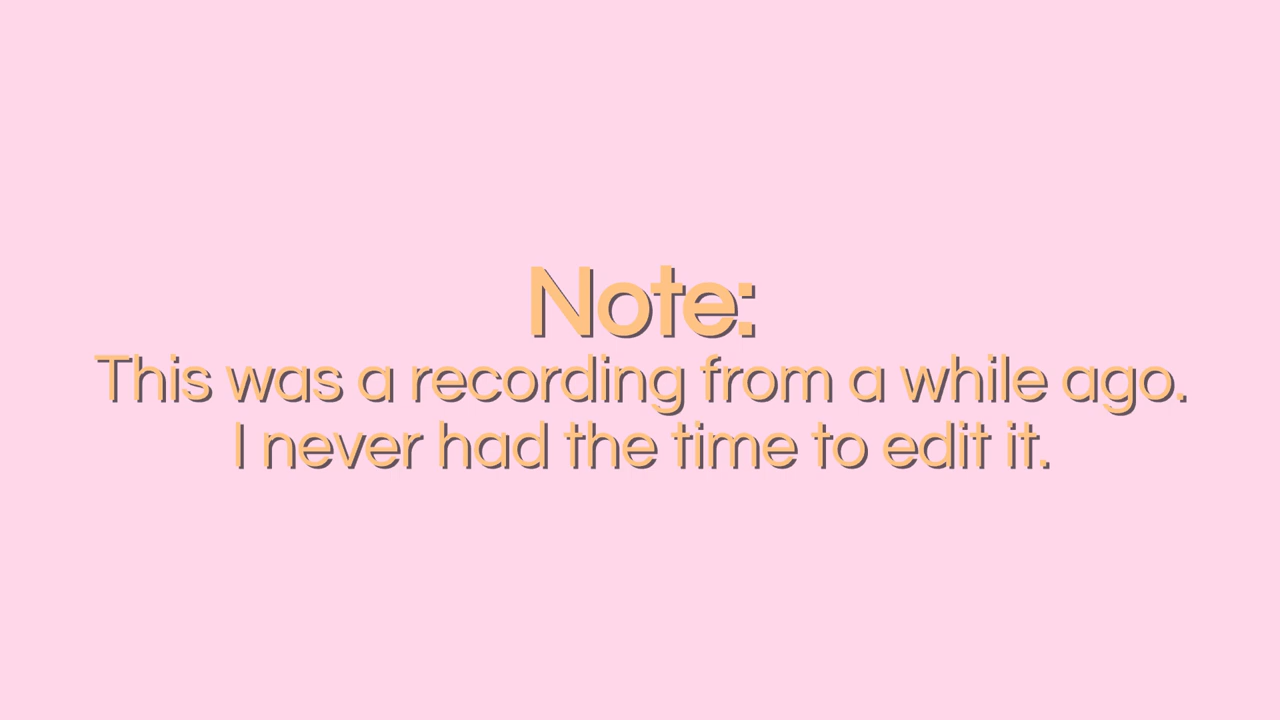 Note:
This was a recording from a while ago.
I never had the time to edit it.